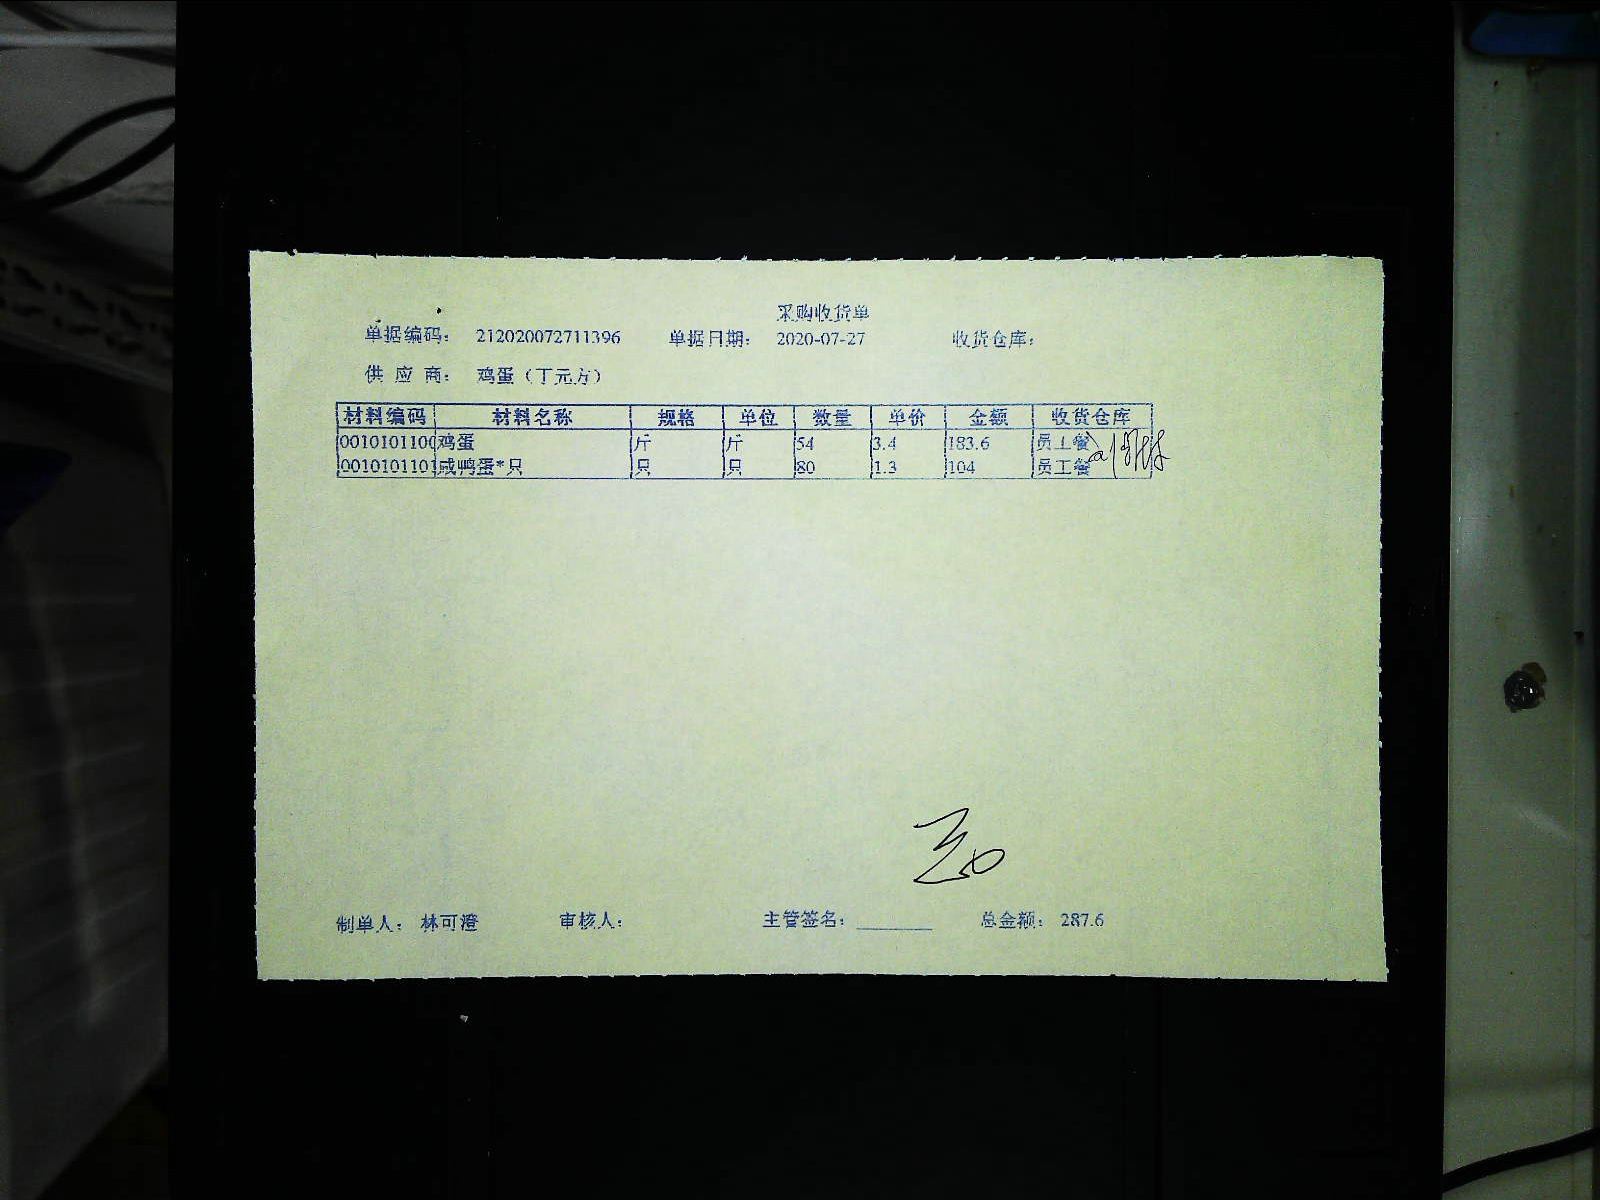 采购收货单
单据编码： 212020072711396 单据日期： 2020-07-27 收货仓库：
供 应 商： 鸡蛋（丁元方）
材料编码 材料名称 规格 单位 数量 单价 金额 收货仓库
0010101100 鸡蛋 斤 斤 54 3.4 183.6 员工餐
0010101101 咸鸭蛋*只 只 只 80 1.3 104 员工餐
制单人： 林可澄 审核人： 主管签名： 总金额： 287.6